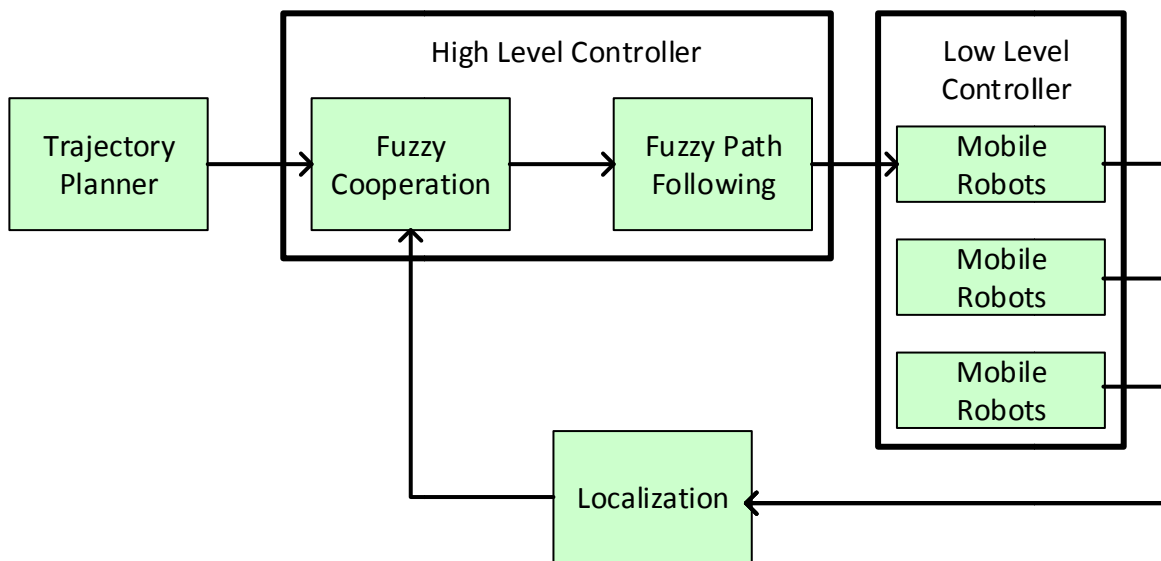 High Level Controller
Low Level
Controller
Trajectory
Planner
Fuzzy
Cooperation
Fuzzy Path
Following
Mobile
Robots
Mobile
Robots
Mobile
Robots
Localization